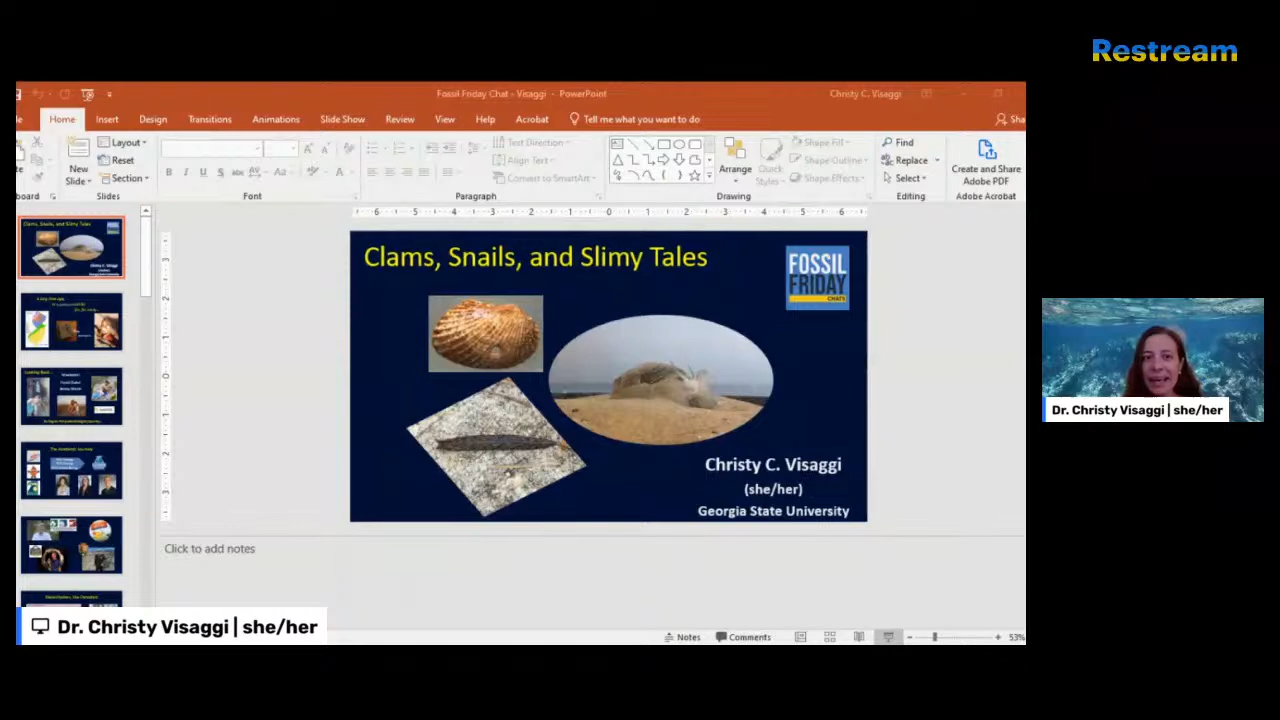 Restream
Fossil Friday Chat - Visaggi - PowerPoint
Christy C. Visaggi
Home Insert Design Transitions Animations Slide Show Review View Help Acrobat Tell me what you want to do
Layout
Reset
Section
New
Slide
Text Direction
Align Text
Convert to SmartArt
Arrange
Quick
Styles
Shape Fill
Shape Outline
Shape Effects
Find
Replace
Select
Create and Share
Adobe PDF
Slides Font Paragraph Drawing Editing Adobe Acrobat
Clams, Snails, and Slimy Tales
FOSSIL
FRIDAY
CHATS
Christy C. Visaggi
(she/her)
Georgia State University
Click to add notes
Notes Comments 53%
Dr. Christy Visaggi | she/her
Dr. Christy Visaggi | she/her